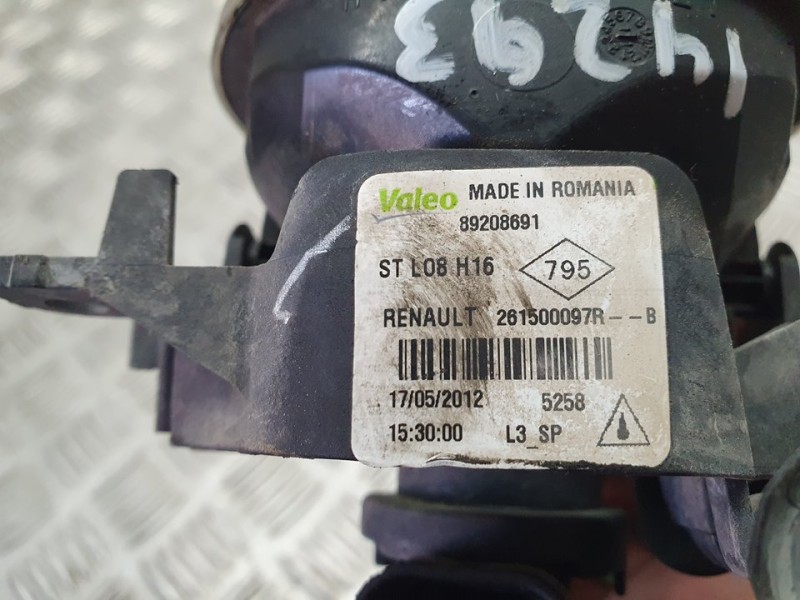 14293
Valeo MADE IN ROMANIA
89208691
ST L08 H16 795
RENAULT 261500097R--B
17/05/2012 5258
15:30:00 L3_SP